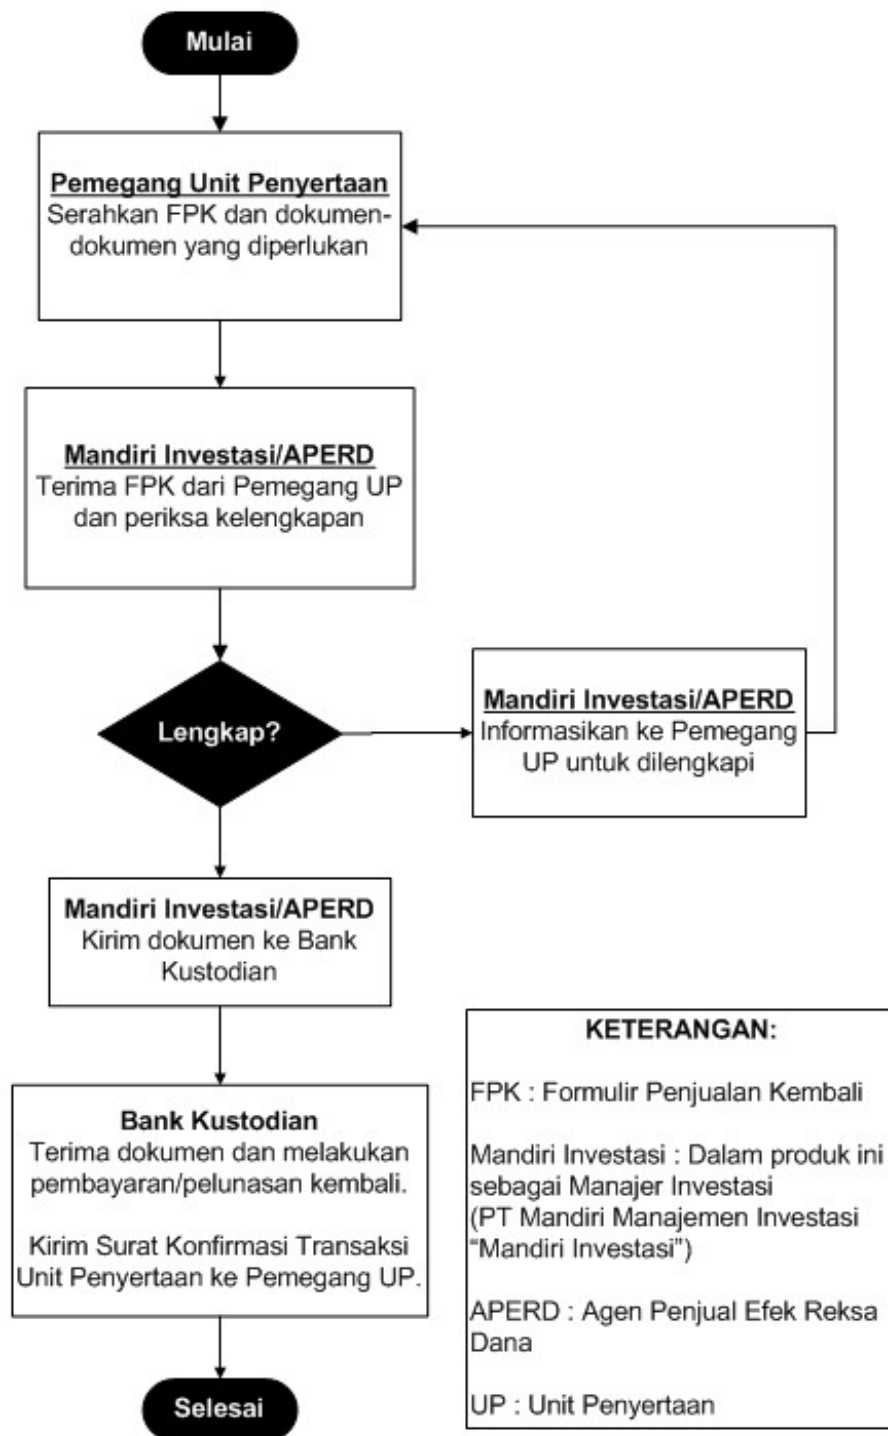 Mulai
Pemegang Unit Penyertaan
Serahkan FPK dan dokumen-
dokumen yang diperlukan
Mandiri Investasi/APERD
Terima FPK dari Pemegang UP
dan periksa kelengkapan
Lengkap?
Mandiri Investasi/APERD
Informasikan ke Pemegang
UP untuk dilengkapi
Mandiri Investasi/APERD
Kirim dokumen ke Bank
Kustodian
Bank Kustodian
Terima dokumen dan melakukan
pembayaran/pelunasan kembali.
Kirim Surat Konfirmasi Transaksi
Unit Penyertaan ke Pemegang UP.
Selesai
KETERANGAN:
FPK : Formulir Penjualan Kembali
Mandiri Investasi : Dalam produk ini
sebagai Manajer Investasi
(PT Mandiri Manajemen Investasi
“Mandiri Investasi”)
APERD : Agen Penjual Efek Reksa
Dana
UP : Unit Penyertaan